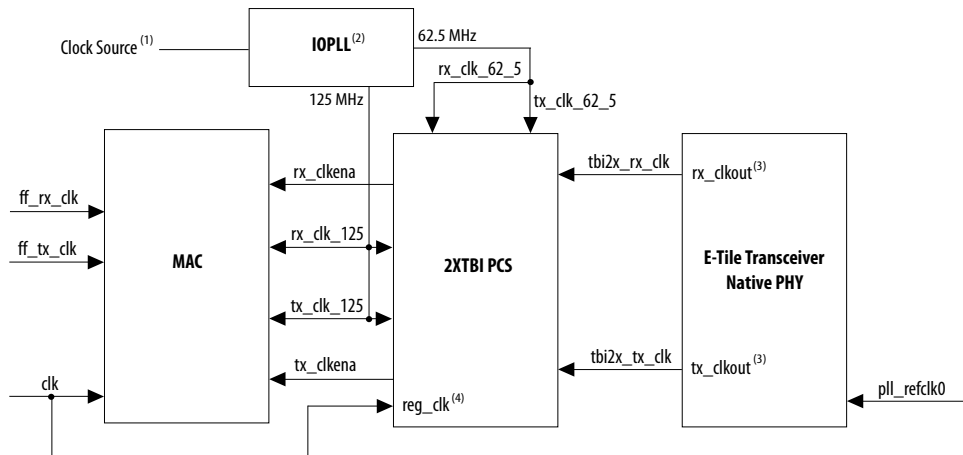 Clock Source (1)
IOPLL(2)
62.5 MHz
rx_clk_62_5
125 MHz
tx_clk_62_5
rx_clkena
tbi2x_rx_clk
rx_clkout(3)
ff_rx_clk
rx_clk_125
ff_tx_clk
MAC
2XTBI PCS
E-Tile Transceiver
Native PHY
tx_clk_125
tx_clkena
tbi2x_tx_clk
tx_clkout(3)
clk
reg_clk(4)
pll_refclk0